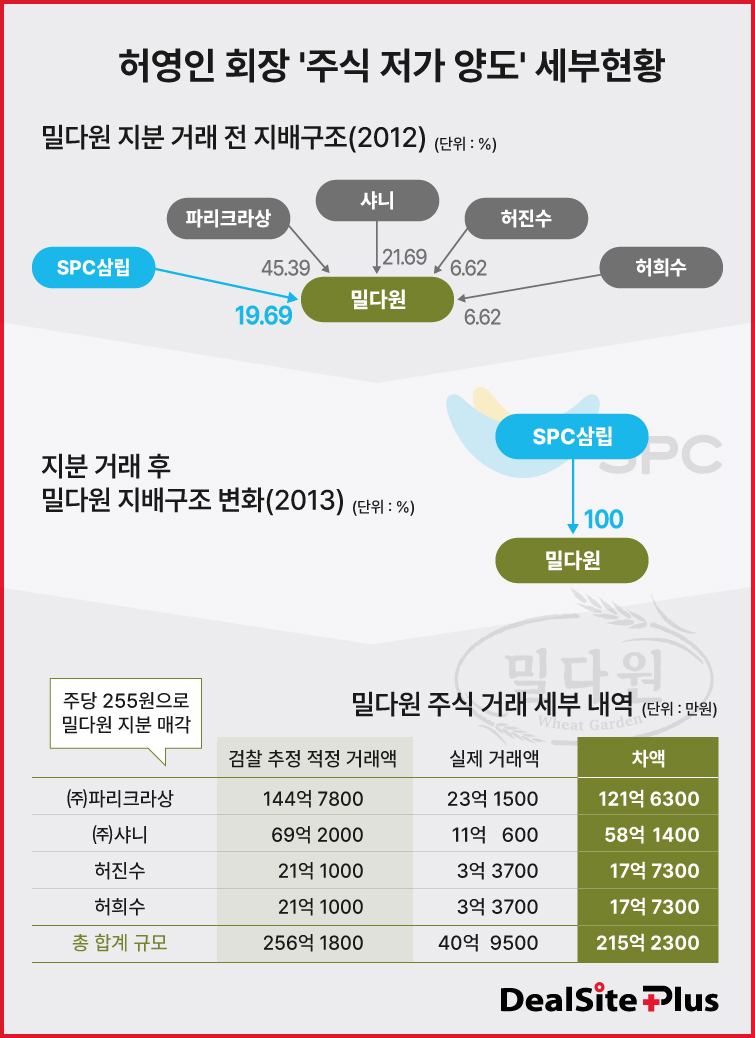 허영인 회장 '주식 저가 양도' 세부현황
밀다원 지분 거래 전 지배구조(2012) (단위 : %)
샤니
파리크라상
허진수
SPC삼립
허희수
45.39
21.69
6.62
밀다원
19.69
6.62
SPC삼립
SPC
지분 거래 후
밀다원 지배구조 변화(2013) (단위 : %)
100
밀다원
밀다원
Wheat Garden
주당 255원으로
밀다원 지분 매각
밀다원 주식 거래 세부 내역 (단위 : 만원)
검찰 추정 적정 거래액 실제 거래액 차액
㈜파리크라상 144억 7800 23억 1500 121억 6300
㈜샤니 69억 2000 11억 600 58억 1400
허진수 21억 1000 3억 3700 17억 7300
허희수 21억 1000 3억 3700 17억 7300
총 합계 규모 256억 1800 40억 9500 215억 2300
DealSite Plus